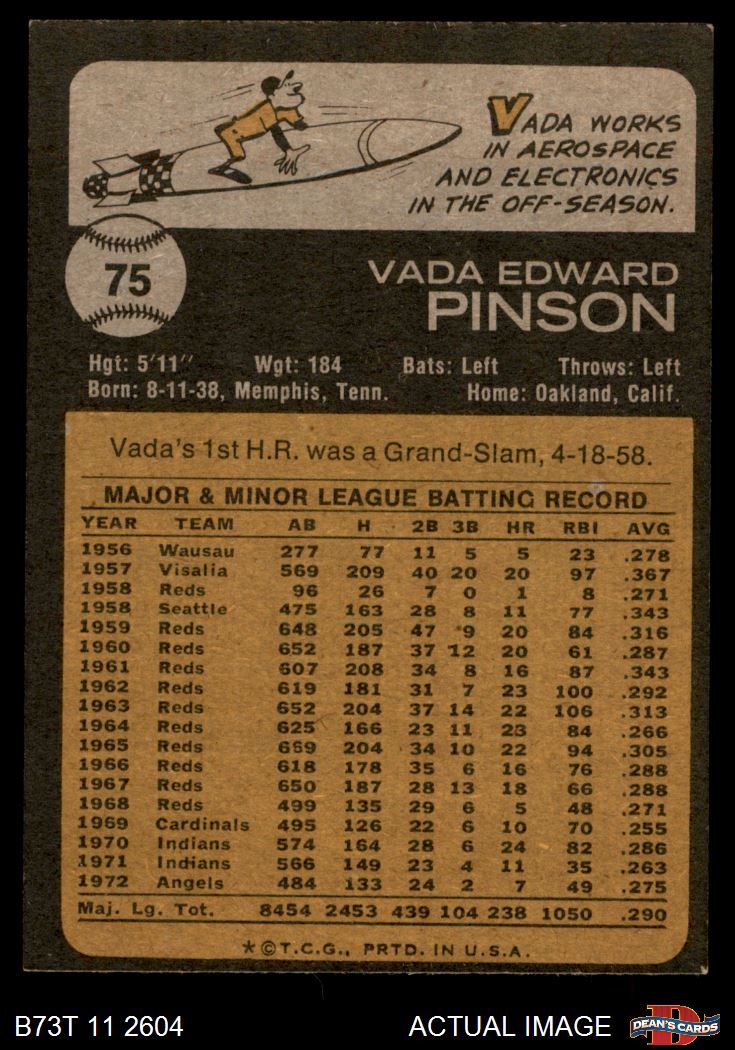 VADA WORKS
IN AEROSPACE
AND ELECTRONICS
IN THE OFF-SEASON.
75
VADA EDWARD
PINSON
Hgt: 5'11" Wgt: 184 Bats: Left Throws: Left
Born: 8-11-38, Memphis, Tenn. Home: Oakland, Calif.
Vada's 1st H.R. was a Grand-Slam, 4-18-58.
MAJOR & MINOR LEAGUE BATTING RECORD
YEAR TEAM AB H 2B 3B HR RBI AVG
1956 Wausau 277 77 11 5 5 23 .278
1957 Visalia 569 209 40 20 20 97 .367
1958 Reds 96 26 7 0 1 8 .271
1958 Seattle 475 163 28 8 11 77 .343
1959 Reds 648 205 47 9 20 84 .316
1960 Reds 652 187 37 12 20 61 .287
1961 Reds 607 208 34 8 16 87 .343
1962 Reds 619 181 31 7 23 100 .292
1963 Reds 652 204 37 14 22 106 .313
1964 Reds 625 166 23 11 23 84 .266
1965 Reds 669 204 34 10 22 94 .305
1966 Reds 618 178 35 6 16 76 .288
1967 Reds 650 187 28 13 18 66 .288
1968 Reds 499 135 29 6 5 48 .271
1969 Cardinals 495 126 22 6 10 70 .255
1970 Indians 574 164 28 6 24 82 .286
1971 Indians 566 149 23 4 11 35 .263
1972 Angels 484 133 24 2 7 49 .275
Maj. Lg. Tot. 8454 2453 439 104 238 1050 .290
*©T.C.G., PRTD. IN U.S.A.
B73T 11 2604 ACTUAL IMAGE D DEAN'S CARDS